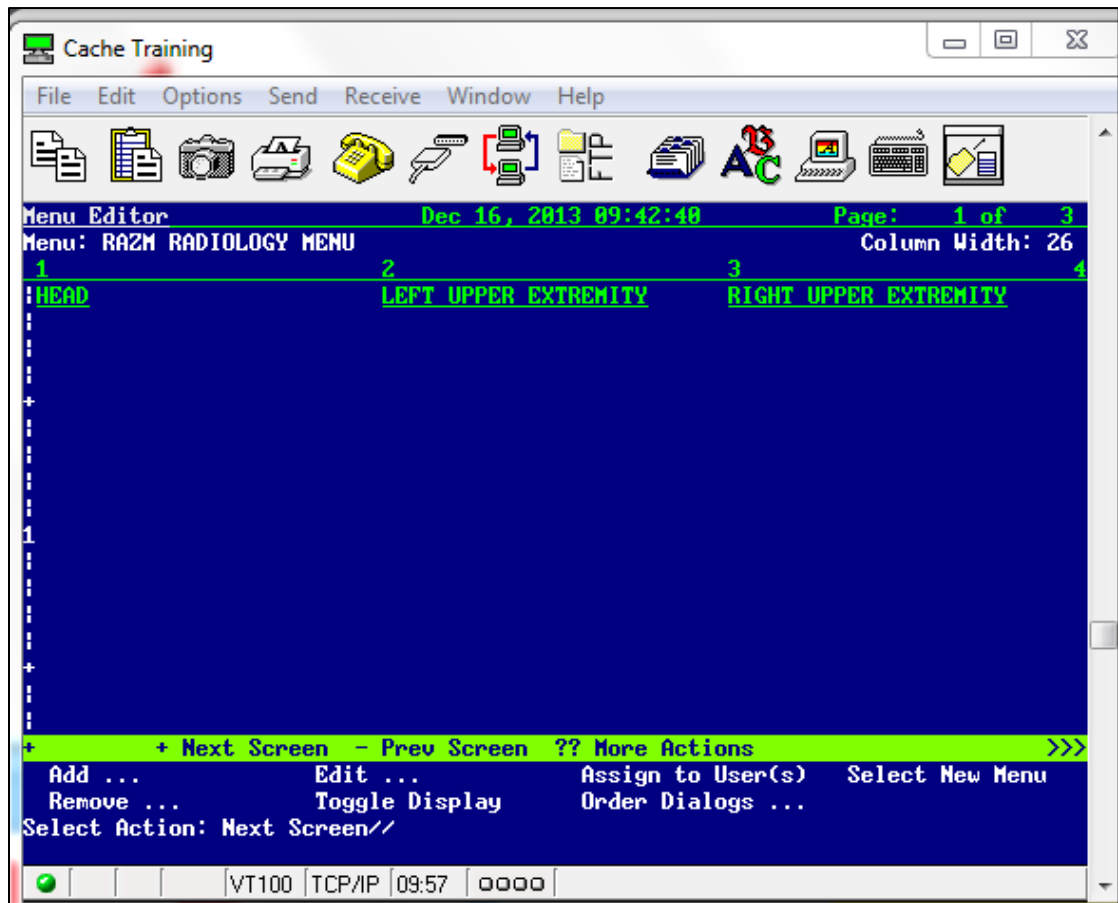 Cache Training
File Edit Options Send Receive Window Help
Menu Editor Dec 16, 2013 09:42:40 Page: 1 of 3
Menu: RAZM RADIOLOGY MENU Column Width: 26
1 2 3 4
¦HEAD LEFT UPPER EXTREMITY RIGHT UPPER EXTREMITY
¦
¦
¦
+
¦
¦
¦
¦
1
¦
¦
¦
¦
+
¦
¦
+ + Next Screen - Prev Screen ?? More Actions >>>
Add ... Edit ... Assign to User(s) Select New Menu
Remove ... Toggle Display Order Dialogs ...
Select Action: Next Screen//
VT100 TCP/IP 09:57